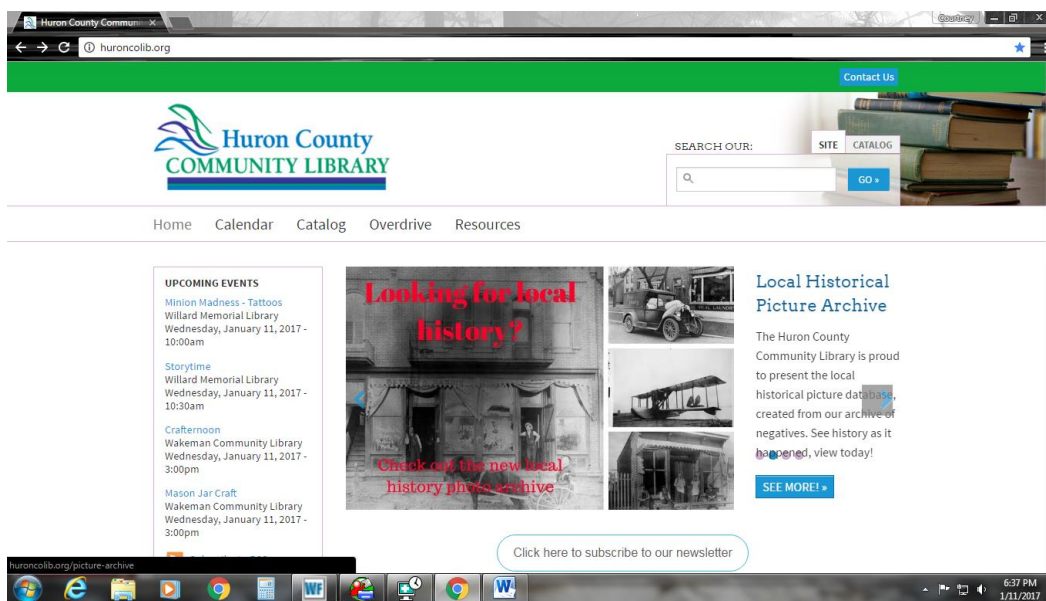 Huron County Commun
Courtney
huroncolib.org
Contact Us
Huron County
COMMUNITY LIBRARY
SEARCH OUR:
SITE
CATALOG
GO »
Home
Calendar
Catalog
Overdrive
Resources
UPCOMING EVENTS
Minion Madness - Tattoos
Willard Memorial Library
Wednesday, January 11, 2017 -
10:00am
Storytime
Willard Memorial Library
Wednesday, January 11, 2017 -
10:30am
Crafternoon
Wakeman Community Library
Wednesday, January 11, 2017 -
3:00pm
Mason Jar Craft
Wakeman Community Library
Wednesday, January 11, 2017 -
3:00pm
Looking for local
history?
Check out the new local
history photo archive
Local Historical
Picture Archive
The Huron County
Community Library is proud
to present the local
historical picture database,
created from our archive of
negatives. See history as it
happened, view today!
SEE MORE! »
Click here to subscribe to our newsletter
huroncolib.org/picture-archive
WF
W
6:37 PM
1/11/2017